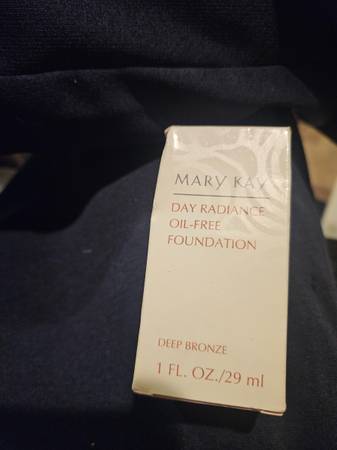 MARY KAY
DAY RADIANCE
OIL-FREE
FOUNDATION
DEEP BRONZE
1 FL. OZ./29 ml